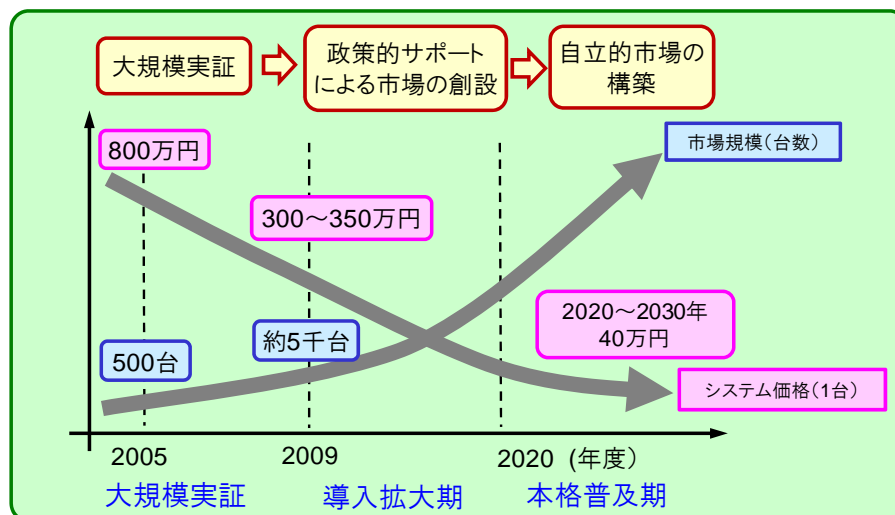 大規模実証
政策的サポート
による市場の創設
自立的市場の
構築
800万円
市場規模(台数)
300～350万円
2020～2030年
40万円
約5千台
500台
システム価格(1台)
2005
2009
2020 (年度)
大規模実証
導入拡大期
本格普及期